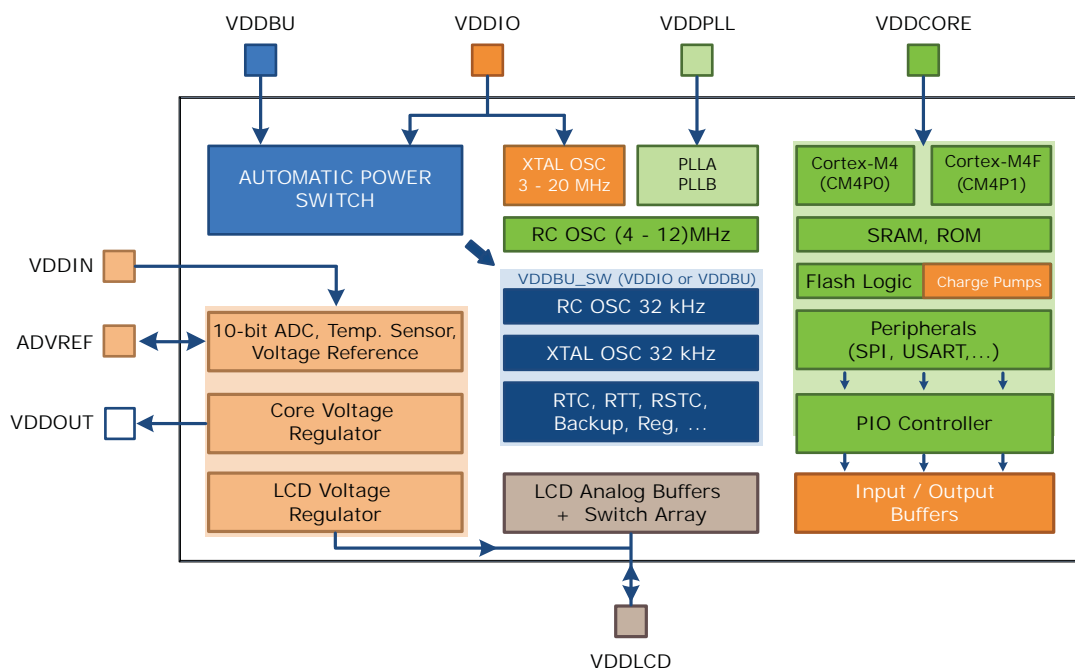 VDDBU
VDDIO
VDDPLL
VDDCORE
AUTOMATIC POWER
SWITCH
XTAL OSC
3 - 20 MHz
PLLA
PLLB
Cortex-M4
(CM4P0)
Cortex-M4F
(CM4P1)
RC OSC (4 - 12)MHz
SRAM, ROM
VDDIN
VDDBU_SW (VDDIO or VDDBU)
Flash Logic
Charge Pumps
RC OSC 32 kHz
ADVREF
10-bit ADC, Temp. Sensor,
Voltage Reference
XTAL OSC 32 kHz
Peripherals
(SPI, USART,...)
VDDOUT
Core Voltage
Regulator
RTC, RTT, RSTC,
Backup, Reg, ...
PIO Controller
LCD Voltage
Regulator
LCD Analog Buffers
+ Switch Array
Input / Output
Buffers
VDDLCD